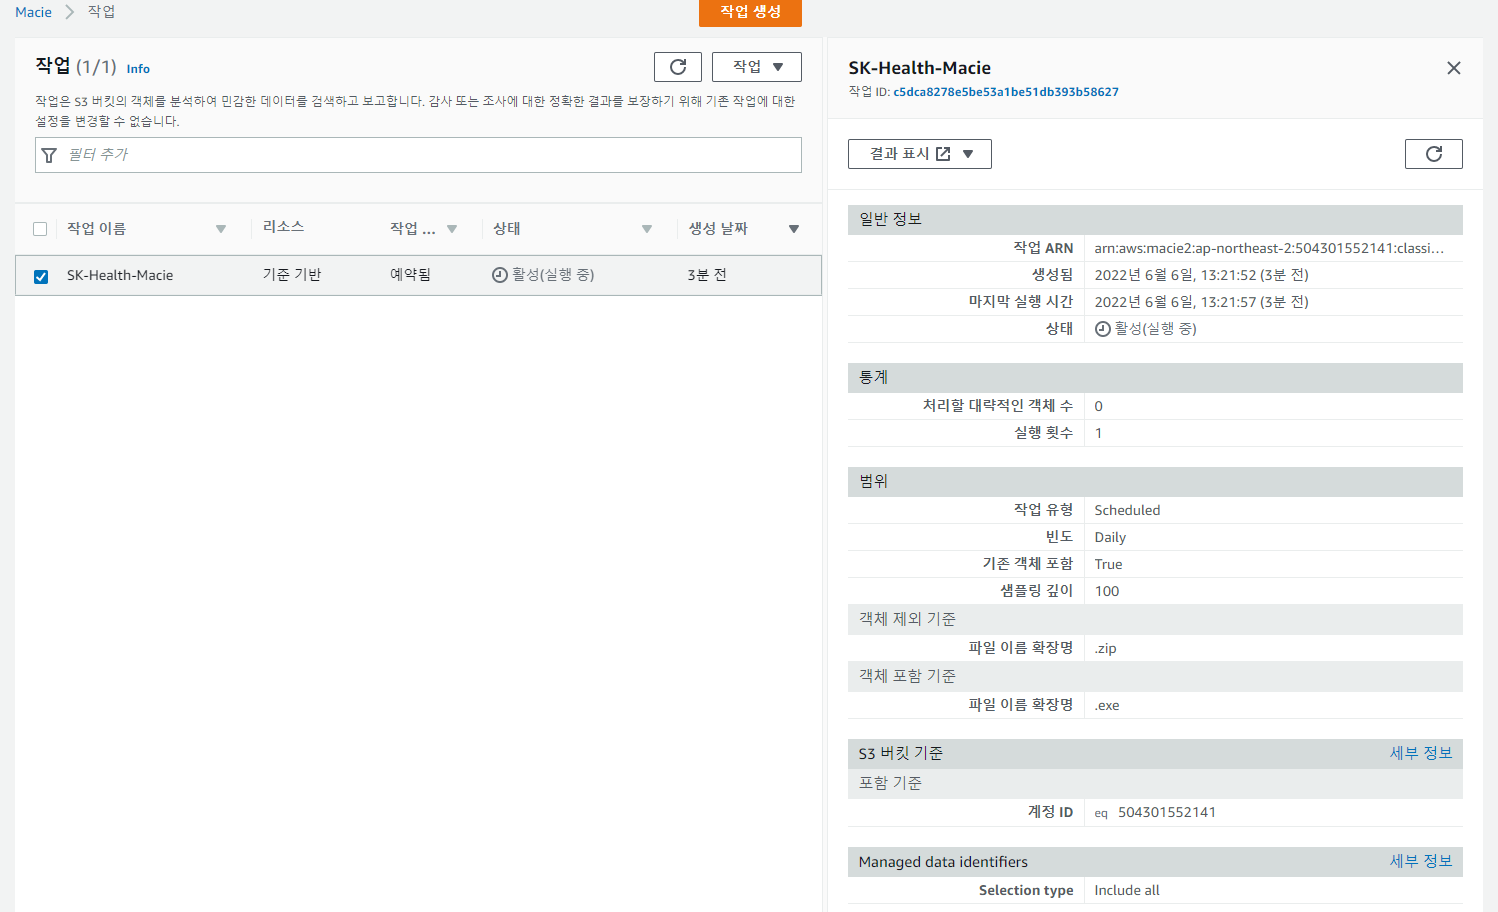 Macie > 작업
작업 생성
작업 (1/1) Info
작업
작업은 S3 버킷의 객체를 분석하여 민감한 데이터를 검색하고 보고합니다. 감사 또는 조사에 대한 정확한 결과를 보장하기 위해 기존 작업에 대한
설정을 변경할 수 없습니다.
필터 추가
작업 이름 리소스 작업 ... 상태 생성 날짜
SK-Health-Macie 기준 기반 예약됨 활성(실행 중) 3분 전
SK-Health-Macie
작업 ID: c5dca8278e5be53a1be51db393b58627
결과 표시
일반 정보
작업 ARN arn:aws:macie2:ap-northeast-2:504301552141:classi...
생성됨 2022년 6월 6일, 13:21:52 (3분 전)
마지막 실행 시간 2022년 6월 6일, 13:21:57 (3분 전)
상태 활성(실행 중)
통계
처리할 대략적인 객체 수 0
실행 횟수 1
범위
작업 유형 Scheduled
빈도 Daily
기존 객체 포함 True
샘플링 깊이 100
객체 제외 기준
파일 이름 확장명 .zip
객체 포함 기준
파일 이름 확장명 .exe
S3 버킷 기준 세부 정보
포함 기준
계정 ID eq 504301552141
Managed data identifiers 세부 정보
Selection type Include all